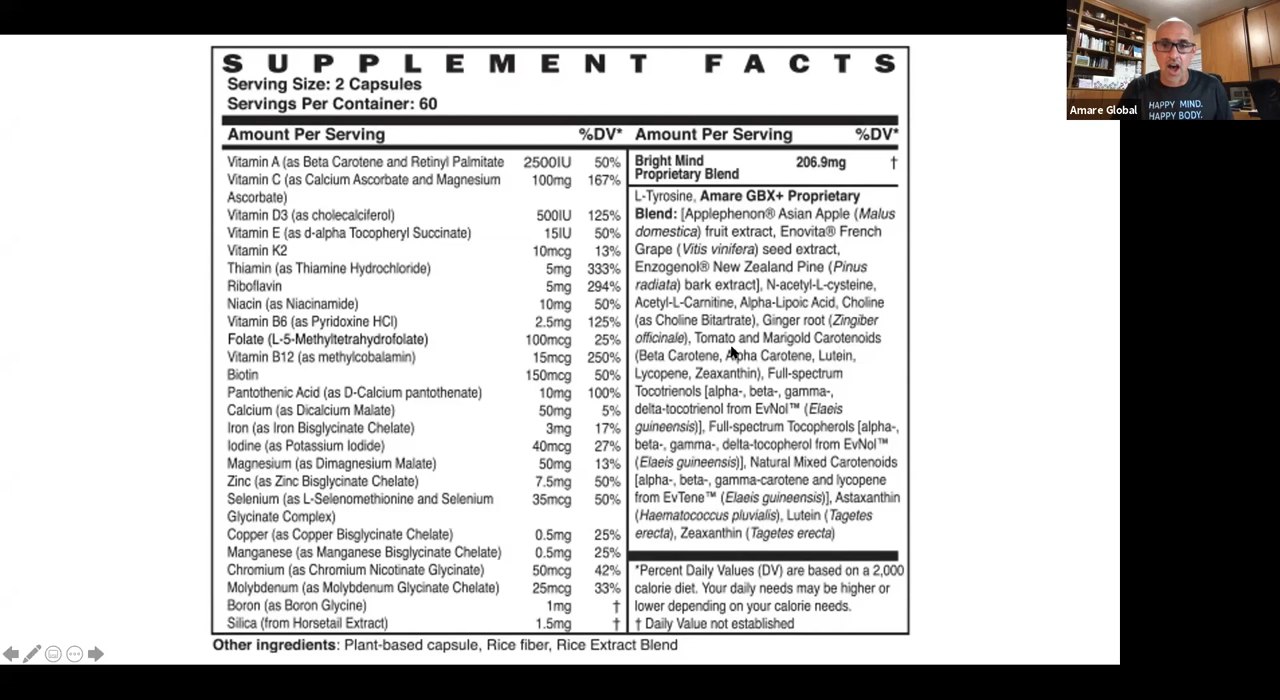 SUPPLEMENT FACTS
Serving Size: 2 Capsules
Servings Per Container: 60
Amount Per Serving %DV*
Vitamin A (as Beta Carotene and Retinyl Palmitate 2500IU 50%
Vitamin C (as Calcium Ascorbate and Magnesium 100mg 167%
Ascorbate)
Vitamin D3 (as cholecalciferol) 500IU 125%
Vitamin E (as d-alpha Tocopheryl Succinate) 15IU 50%
Vitamin K2 10mcg 13%
Thiamin (as Thiamine Hydrochloride) 5mg 333%
Riboflavin 5mg 294%
Niacin (as Niacinamide) 10mg 50%
Vitamin B6 (as Pyridoxine HCl) 2.5mg 125%
Folate (L-5-Methyltetrahydrofolate) 100mcg 25%
Vitamin B12 (as methylcobalamin) 15mcg 250%
Biotin 150mcg 50%
Pantothenic Acid (as D-Calcium pantothenate) 10mg 100%
Calcium (as Dicalcium Malate) 50mg 5%
Iron (as Iron Bisglycinate Chelate) 3mg 17%
Iodine (as Potassium Iodide) 40mcg 27%
Magnesium (as Dimagnesium Malate) 50mg 13%
Zinc (as Zinc Bisglycinate Chelate) 7.5mg 50%
Selenium (as L-Selenomethionine and Selenium 35mcg 50%
Glycinate Complex)
Copper (as Copper Bisglycinate Chelate) 0.5mg 25%
Manganese (as Manganese Bisglycinate Chelate) 0.5mg 25%
Chromium (as Chromium Nicotinate Glycinate) 50mcg 42%
Molybdenum (as Molybdenum Glycinate Chelate) 25mcg 33%
Boron (as Boron Glycine) 1mg †
Silica (from Horsetail Extract) 1.5mg †
Amount Per Serving %DV*
Bright Mind 206.9mg †
Proprietary Blend
L-Tyrosine, Amare GBX+ Proprietary
Blend: [Applephenon® Asian Apple (Malus
domestica) fruit extract, Enovita® French
Grape (Vitis vinifera) seed extract,
Enzogenol® New Zealand Pine (Pinus
radiata) bark extract], N-acetyl-L-cysteine,
Acetyl-L-Carnitine, Alpha-Lipoic Acid, Choline
(as Choline Bitartrate), Ginger root (Zingiber
officinale), Tomato and Marigold Carotenoids
(Beta Carotene, Alpha Carotene, Lutein,
Lycopene, Zeaxanthin), Full-spectrum
Tocotrienols [alpha-, beta-, gamma-,
delta-tocotrienol from EvNol™ (Elaeis
guineensis)], Full-spectrum Tocopherols [alpha-,
beta-, gamma-, delta-tocopherol from EvNol™
(Elaeis guineensis)], Natural Mixed Carotenoids
[alpha-, beta-, gamma-carotene and lycopene
from EvTene™ (Elaeis guineensis)], Astaxanthin
(Haematococcus pluvialis), Lutein (Tagetes
erecta), Zeaxanthin (Tagetes erecta)
*Percent Daily Values (DV) are based on a 2,000
calorie diet. Your daily needs may be higher or
lower depending on your calorie needs.
† Daily Value not established
Other ingredients: Plant-based capsule, Rice fiber, Rice Extract Blend
HAPPY MIND.
HAPPY BODY.
Amare Global